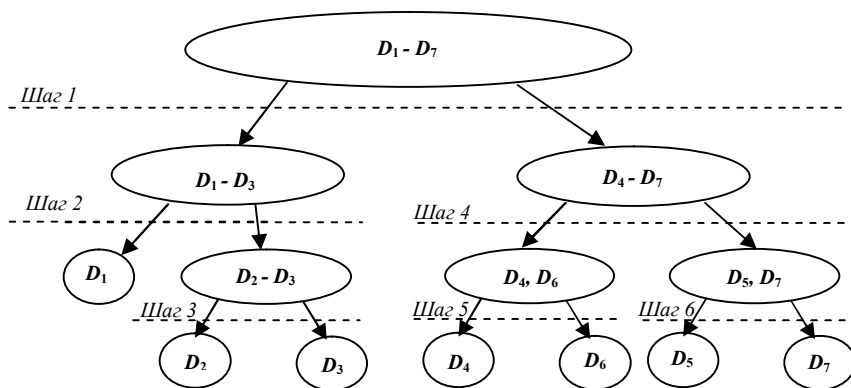 D₁ - D₇
Шаг 1
D₁ – D₃
D₄ – D₇
Шаг 2
Шаг 4
D₁
D₂ – D₃
D₄, D₆
D₅, D₇
Шаг 3
Шаг 5
Шаг 6
D₂
D₃
D₄
D₆
D₅
D₇